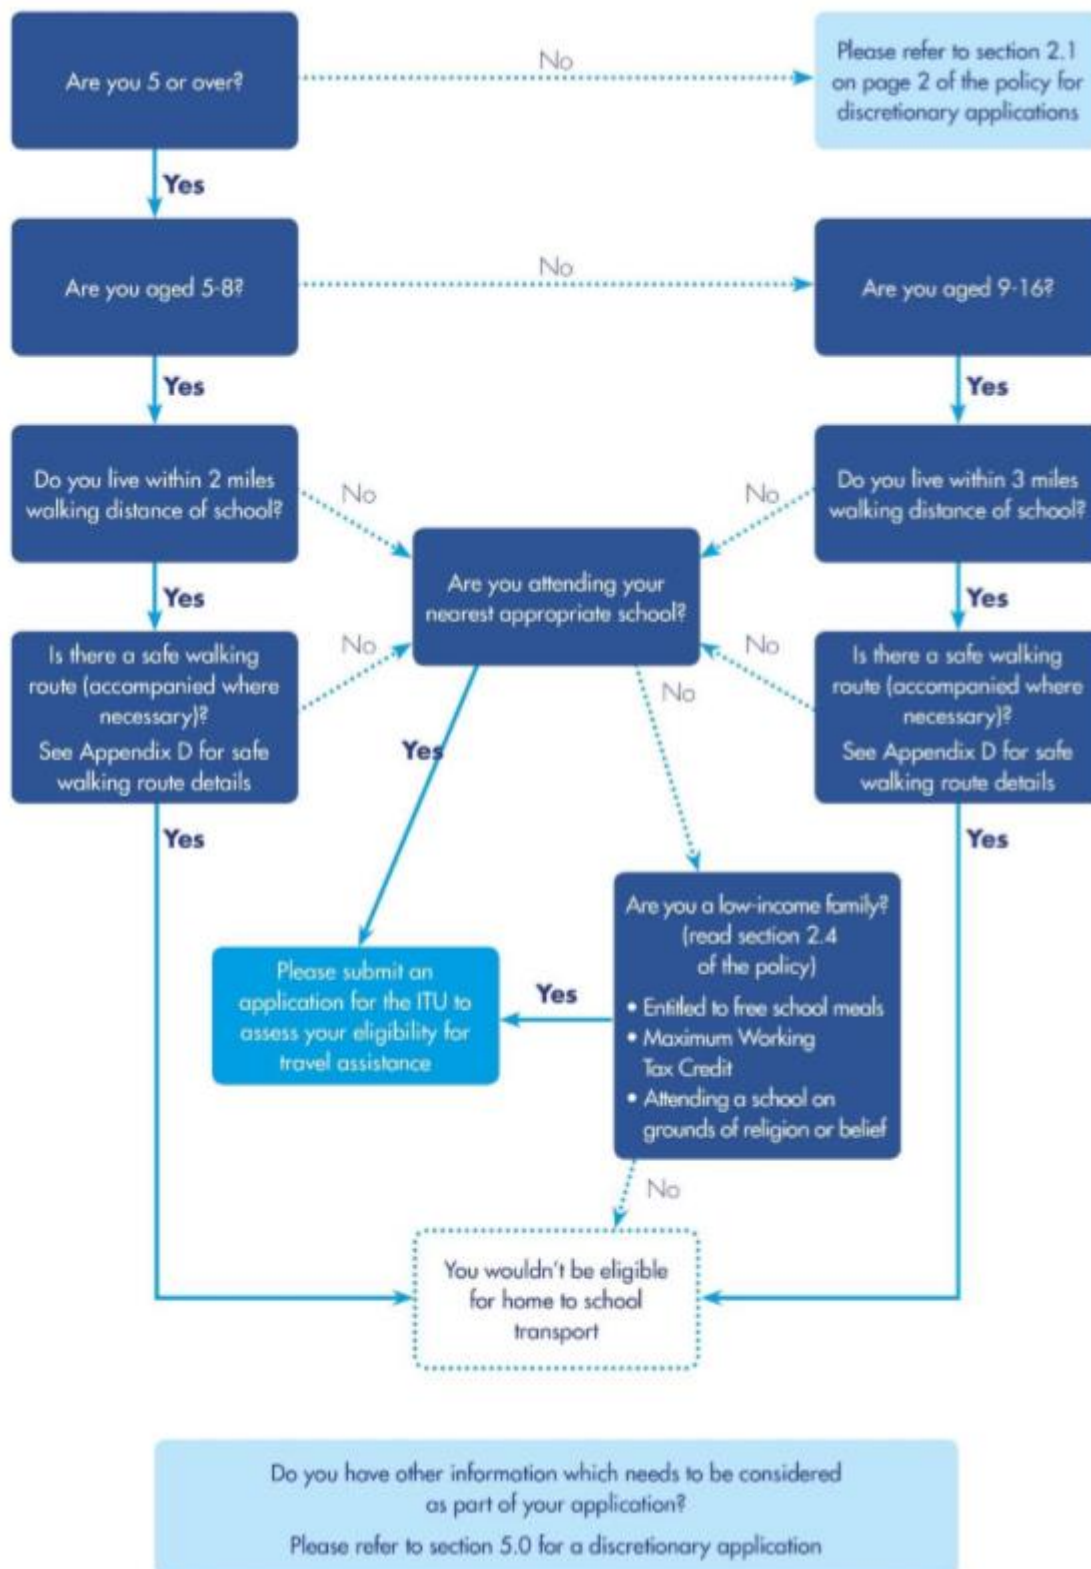 Are you 5 or over?
No
Please refer to section 2.1
on page 2 of the policy for
discretionary applications
Yes
Are you aged 5-8?
No
Are you aged 9-16?
Yes
Yes
Do you live within 2 miles
walking distance of school?
No
No
Do you live within 3 miles
walking distance of school?
Are you attending your
nearest appropriate school?
Yes
Yes
Is there a safe walking
route (accompanied where
necessary)?
See Appendix D for safe
walking route details
No
No
Is there a safe walking
route (accompanied where
necessary)?
See Appendix D for safe
walking route details
Yes
No
Yes
Yes
Are you a low-income family?
(read section 2.4
of the policy)
• Entitled to free school meals
• Maximum Working
Tax Credit
• Attending a school on
grounds of religion or belief
Yes
Please submit an
application for the ITU to
assess your eligibility for
travel assistance
No
You wouldn't be eligible
for home to school
transport
Do you have other information which needs to be considered
as part of your application?
Please refer to section 5.0 for a discretionary application